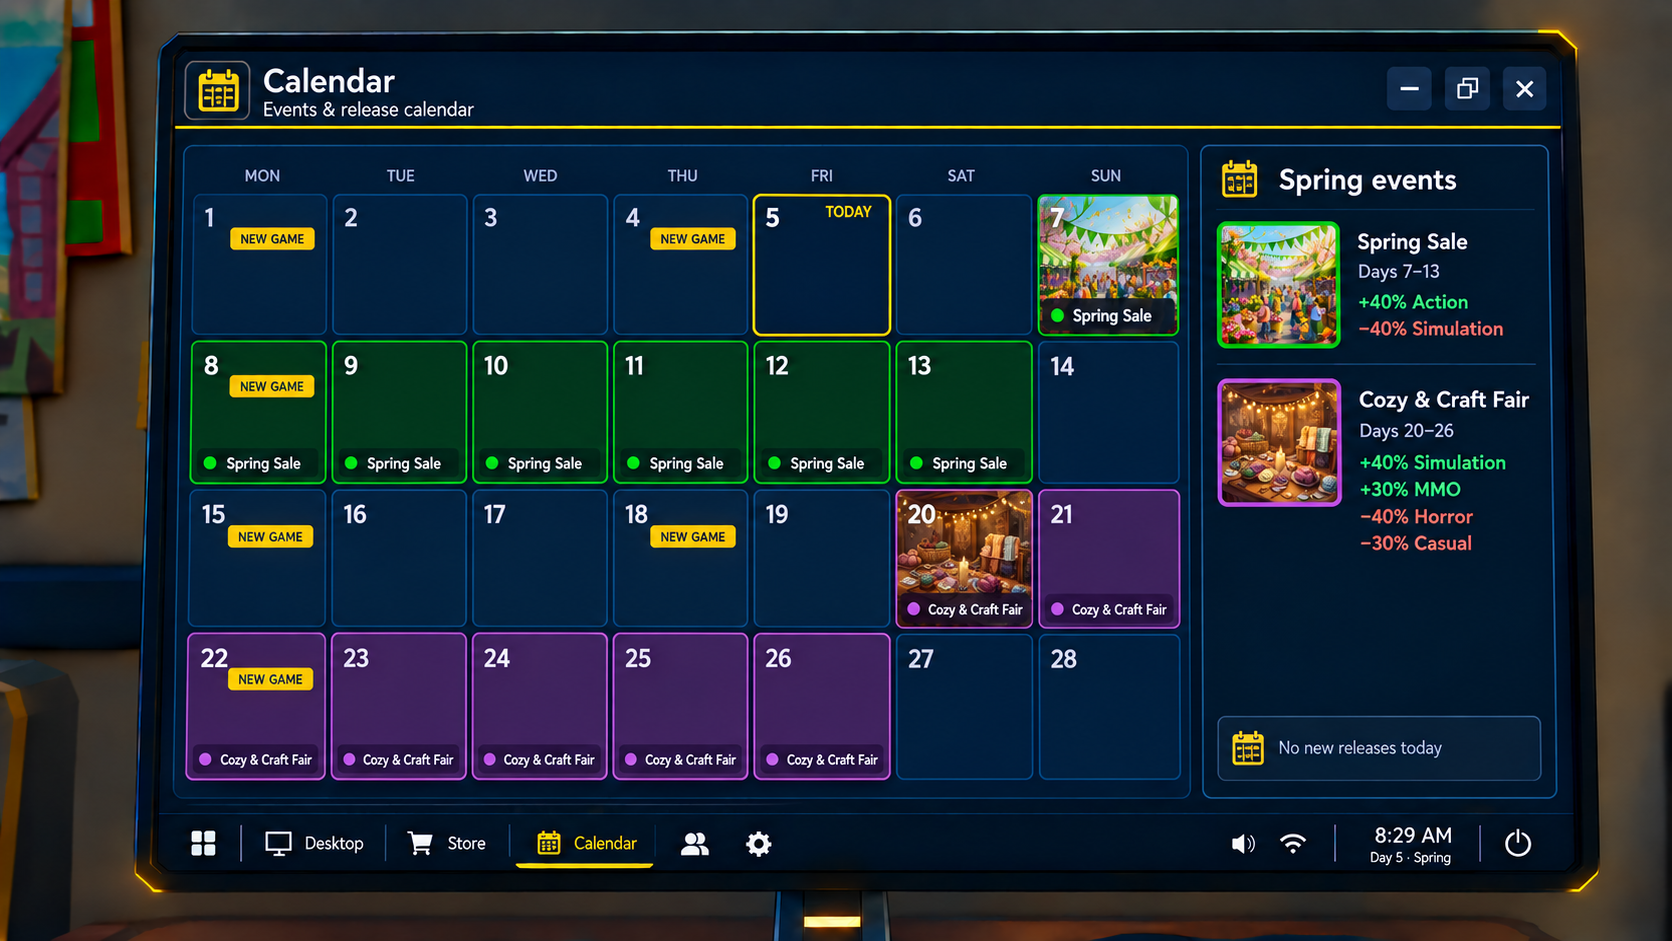 Calendar
Events & release calendar
MON TUE WED THU FRI SAT SUN
1 2 3 4 5 TODAY 6 7
NEW GAME NEW GAME
Spring Sale
8 9 10 11 12 13 14
NEW GAME
Spring Sale Spring Sale Spring Sale Spring Sale Spring Sale Spring Sale
15 16 17 18 19 20 21
NEW GAME NEW GAME
Cozy & Craft Fair Cozy & Craft Fair
22 23 24 25 26 27 28
NEW GAME
Cozy & Craft Fair Cozy & Craft Fair Cozy & Craft Fair Cozy & Craft Fair Cozy & Craft Fair
Spring events
Spring Sale
Days 7–13
+40% Action
−40% Simulation
Cozy & Craft Fair
Days 20–26
+40% Simulation
+30% MMO
−40% Horror
−30% Casual
No new releases today
Desktop Store Calendar
8:29 AM
Day 5 · Spring